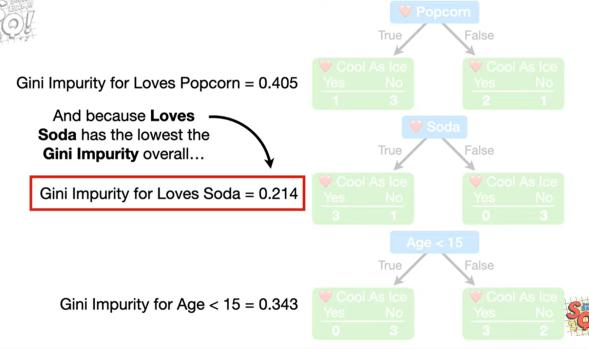 ❤️ Popcorn
True False
❤️ Cool As Ice ❤️ Cool As Ice
Yes No Yes No
1 3 2 1
Gini Impurity for Loves Popcorn = 0.405
And because Loves
Soda has the lowest the
Gini Impurity overall...
❤️ Soda
True False
❤️ Cool As Ice ❤️ Cool As Ice
Yes No Yes No
3 1 0 3
Gini Impurity for Loves Soda = 0.214
Age < 15
True False
❤️ Cool As Ice ❤️ Cool As Ice
Yes No Yes No
0 3 3 2
Gini Impurity for Age < 15 = 0.343